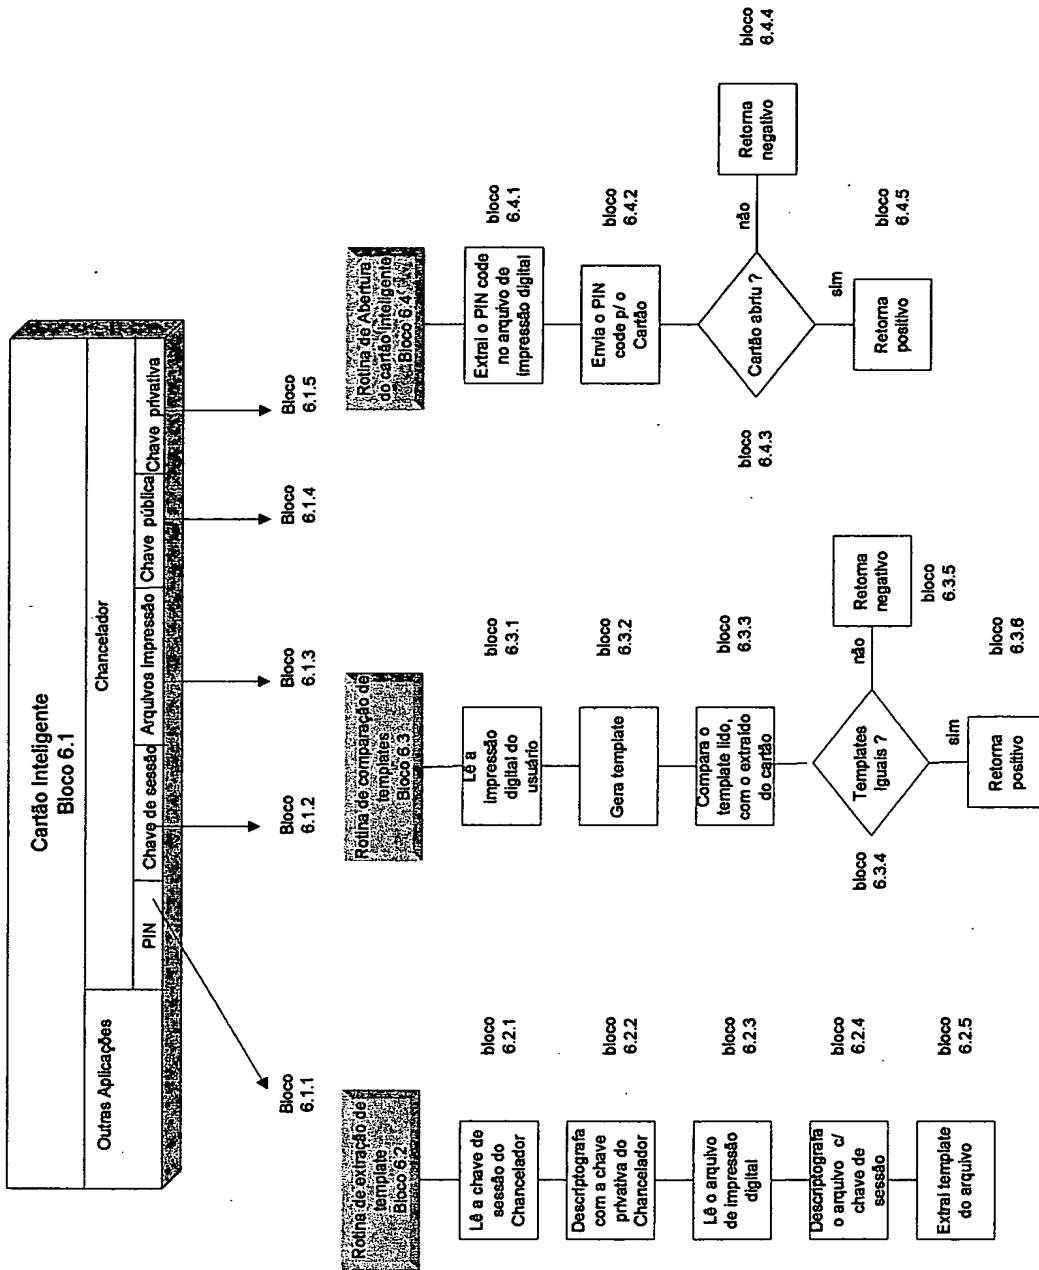 Cartão Inteligente
Bloco 6.1
Outras Aplicações
Chancelador
PIN
Chave de sessão
Arquivos Impressão
Chave pública
Chave privativa
Bloco
6.1.1
Bloco
6.1.2
Bloco
6.1.3
Bloco
6.1.4
Bloco
6.1.5
Rotina de extração de
template
Bloco 6.2
Lê a chave de
sessão do
Chancelador
bloco
6.2.1
Descriptografa
com a chave
privativa do
Chancelador
bloco
6.2.2
Lê o arquivo
de impressão
digital
bloco
6.2.3
Descriptografa
o arquivo c/
chave de
sessão
bloco
6.2.4
Extrai template
do arquivo
bloco
6.2.5
Rotina de comparação de
templates
Bloco 6.3
Lê a
impressão
digital do
usuário
bloco
6.3.1
Gera template
bloco
6.3.2
Compara o
template lido,
com o extraído
do cartão
bloco
6.3.3
Templates
Iguais ?
bloco
6.3.4
não
Retorna
negativo
bloco
6.3.5
sim
Retorna
positivo
bloco
6.3.6
Rotina de Abertura
do cartão Inteligente
Bloco 6.4
Extrai o PIN code
no arquivo de
impressão digital
bloco
6.4.1
Envia o PIN
code p/ o
Cartão
bloco
6.4.2
Cartão abriu ?
bloco
6.4.3
não
Retorna
negativo
bloco
6.4.4
sim
Retorna
positivo
bloco
6.4.5